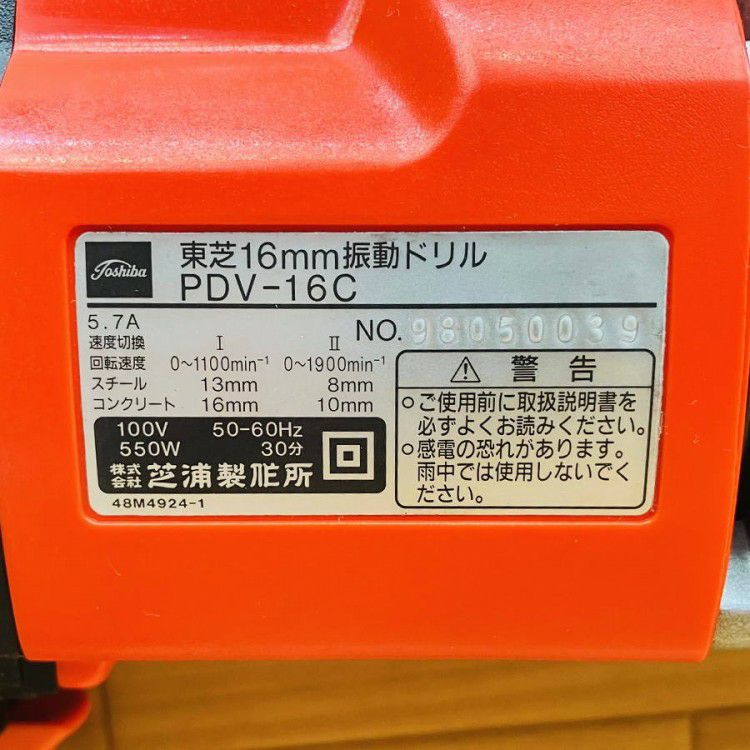 Toshiba
東芝16mm振動ドリル
PDV-16C
5.7A
NO. 98050039
速度切換 Ⅰ Ⅱ
回転速度 0~1100min⁻¹ 0~1900min⁻¹
スチール 13mm 8mm
コンクリート 16mm 10mm
100V 50-60Hz
550W 30分
株式会社 芝浦製作所
48M4924-1
⚠ 警告
○ご使用前に取扱説明書を
必ずよくお読みください。
○感電の恐れがあります。
雨中では使用しないでく
ださい。